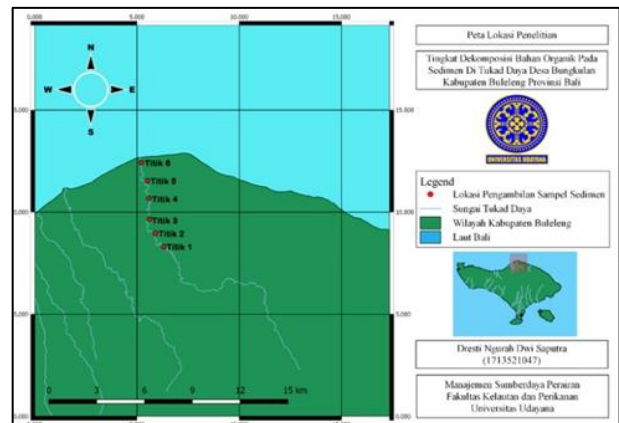 0.000
5.000
10.000
15.000
N
W
E
S
15.000
Titik 6
Titik 5
Titik 4
10.000
Titik 3
Titik 2
Titik 1
5.000
0 3 6 9 12 15 km
Peta Lokasi Penelitian
Tingkat Dekomposisi Bahan Organik Pada
Sedimen Di Tukad Daya Desa Bungkulan
Kabupaten Buleleng Provinsi Bali
UNIVERSITAS UDAYANA
Legend
Lokasi Pengambilan Sampel Sedimen
Sungai Tukad Daya
Wilayah Kabupaten Buleleng
Laut Bali
Dresti Ngurah Dwi Saputra
(1713521047)
Manajemen Sumberdaya Perairan
Fakultas Kelautan dan Perikanan
Universitas Udayana